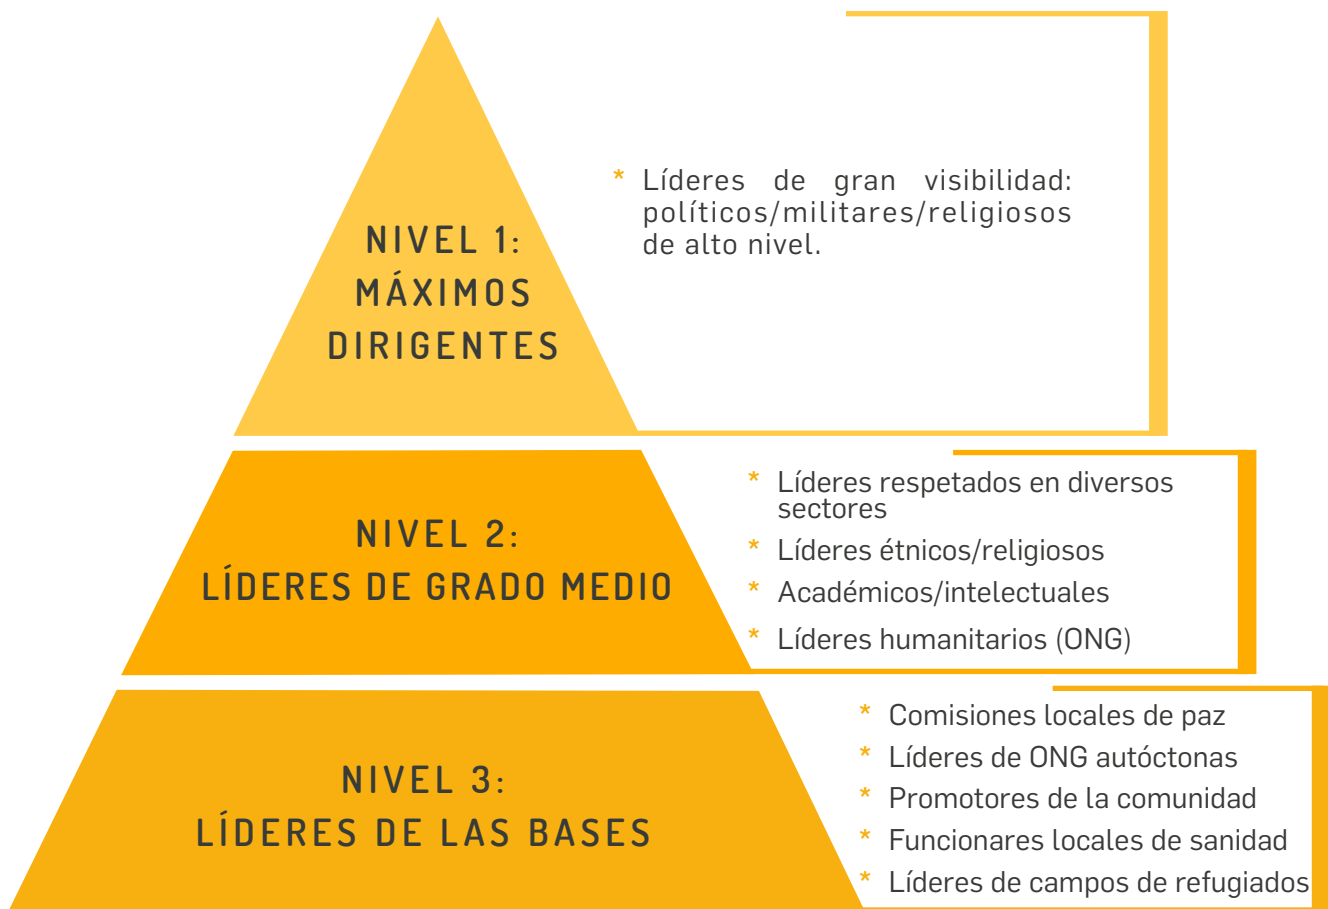 NIVEL 1:
MÁXIMOS
DIRIGENTES
* Líderes de gran visibilidad:
políticos/militares/religiosos
de alto nivel.
NIVEL 2:
LÍDERES DE GRADO MEDIO
* Líderes respetados en diversos
sectores
* Líderes étnicos/religiosos
* Académicos/intelectuales
* Líderes humanitarios (ONG)
NIVEL 3:
LÍDERES DE LAS BASES
* Comisiones locales de paz
* Líderes de ONG autóctonas
* Promotores de la comunidad
* Funcionares locales de sanidad
* Líderes de campos de refugiados